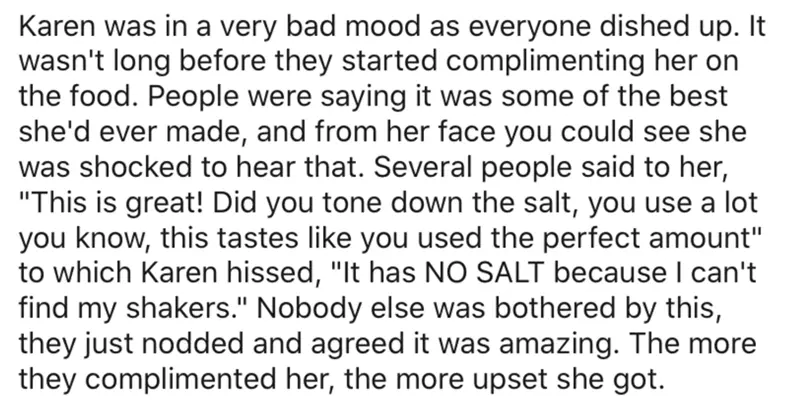 Karen was in a very bad mood as everyone dished up. It
wasn't long before they started complimenting her on
the food. People were saying it was some of the best
she'd ever made, and from her face you could see she
was shocked to hear that. Several people said to her,
"This is great! Did you tone down the salt, you use a lot
you know, this tastes like you used the perfect amount"
to which Karen hissed, "It has NO SALT because I can't
find my shakers." Nobody else was bothered by this,
they just nodded and agreed it was amazing. The more
they complimented her, the more upset she got.